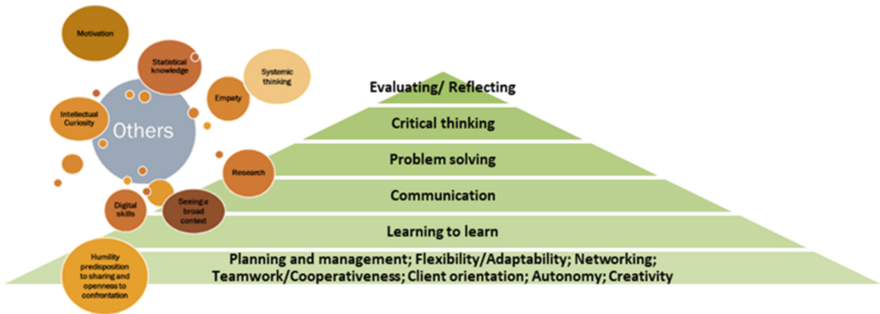 Motivation
Statistical
knowledge
Systemic
thinking
Empaty
Intellectual
Curiosity
Others
Research
Digital
skills
Seeing a
broad
context
Humility
predisposition
to sharing and
openness to
confrontation
Evaluating/ Reflecting
Critical thinking
Problem solving
Communication
Learning to learn
Planning and management; Flexibility/Adaptability; Networking;
Teamwork/Cooperativeness; Client orientation; Autonomy; Creativity